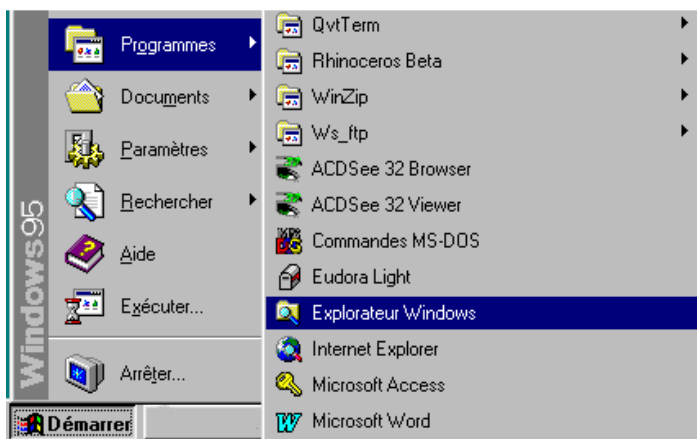 Programmes
Documents
Paramètres
Rechercher
Aide
Exécuter...
Arrêter...
Windows95
Démarrer
QvtTerm
Rhinoceros Beta
WinZip
Ws_ftp
ACDSee 32 Browser
ACDSee 32 Viewer
Commandes MS-DOS
Eudora Light
Explorateur Windows
Internet Explorer
Microsoft Access
Microsoft Word